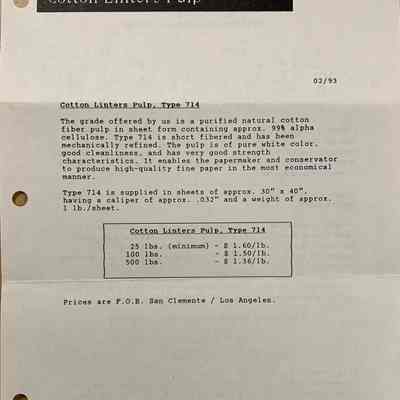 Cotton Linters Pulp
02/93
Cotton Linters Pulp, Type 714
The grade offered by us is a purified natural cotton
fiber pulp in sheet form containing approx. 99% alpha
cellulose. Type 714 is short fibered and has been
mechanically refined. The pulp is of pure white color,
good cleanliness, and has very good strength
characteristics. It enables the papermaker and conservator
to produce high-quality fine paper in the most economical
manner.
Type 714 is supplied in sheets of approx. 30" x 40",
having a caliper of approx. .032" and a weight of approx.
1 lb./sheet.
Cotton Linters Pulp, Type 714
25 lbs. (minimum) - $ 1.60/lb.
100 lbs. - $ 1.50/lb.
500 lbs. - $ 1.36/lb.
Prices are F.O.B. San Clemente / Los Angeles.